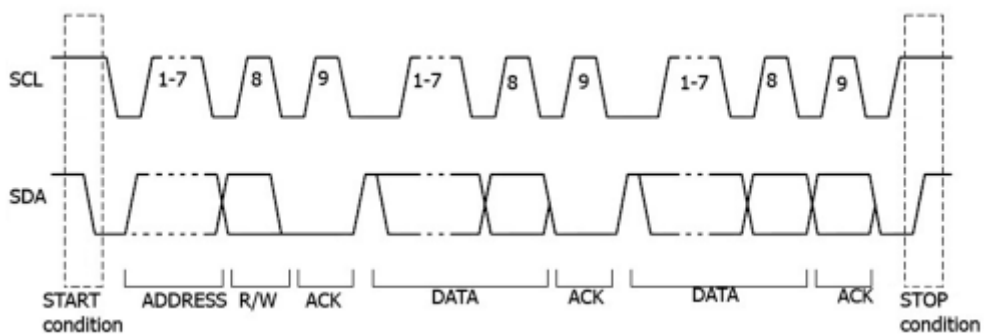 SCL 1-7 8 9 1-7 8 9 1-7 8 9
SDA
START ADDRESS R/W ACK DATA ACK DATA ACK STOP
condition condition